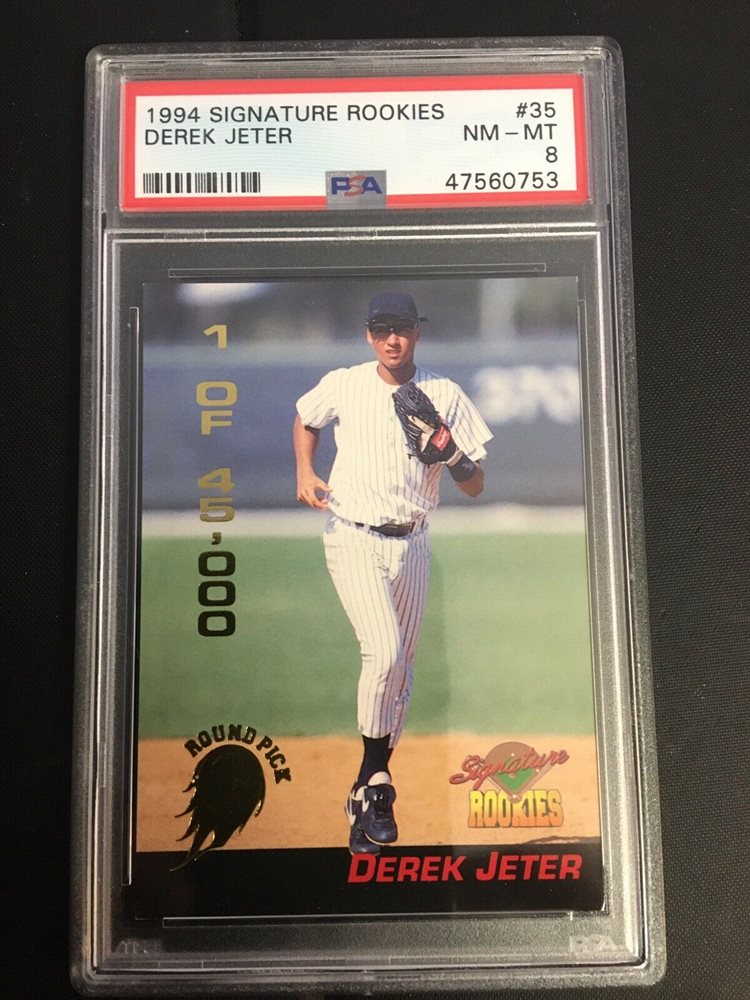 1994 SIGNATURE ROOKIES #35
DEREK JETER NM - MT
8
PSA 47560753
1
OF
45,000
ROUND PICK
Signature
ROOKIES
DEREK JETER
PSA